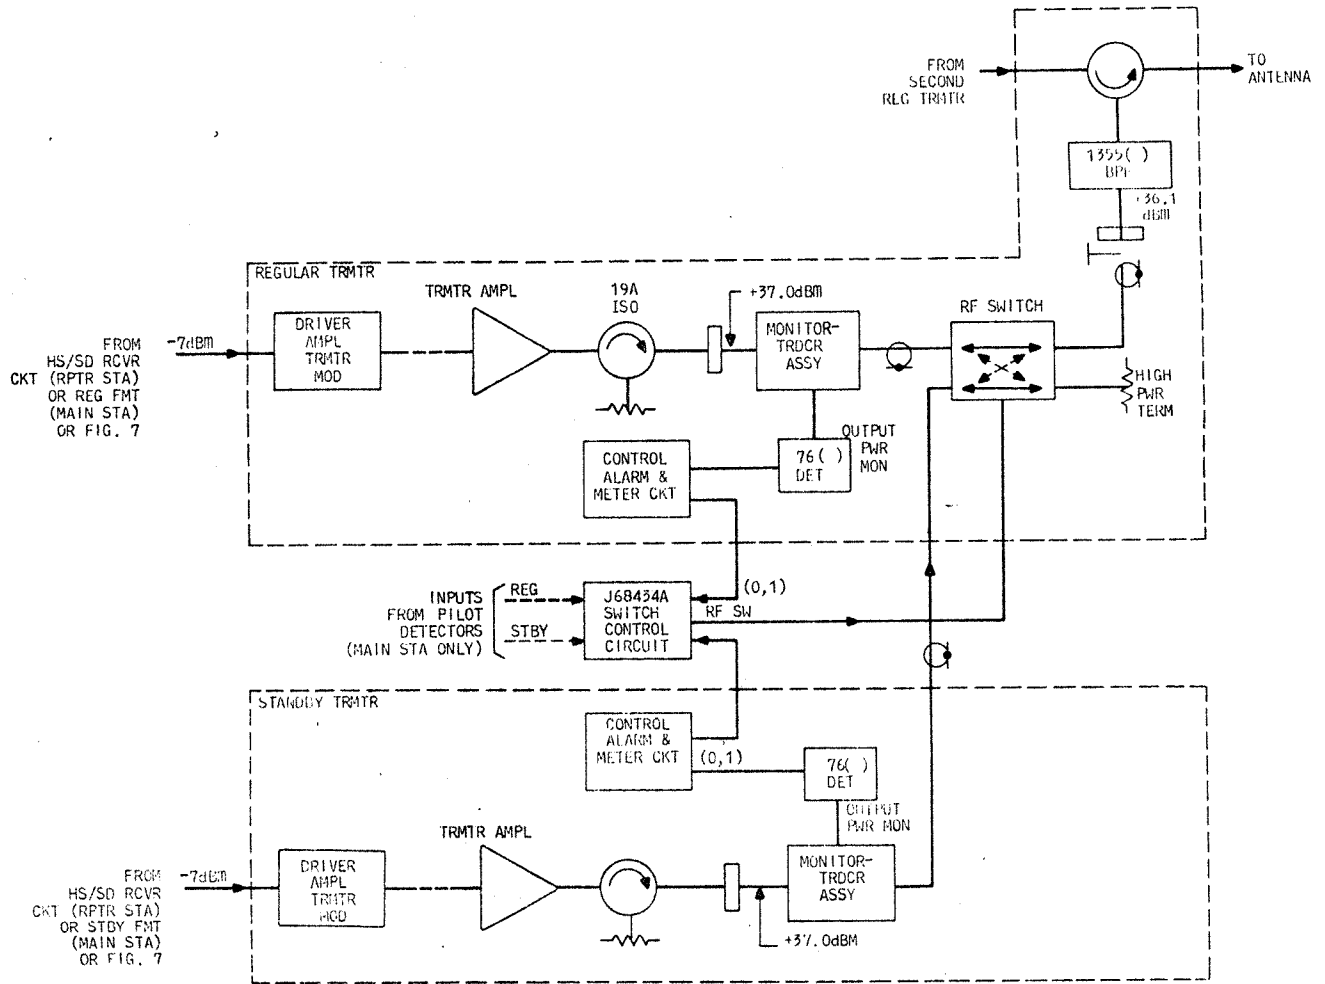 FROM
SECOND
REG TRMTR
TO
ANTENNA
1355( )
BPF
+36.1
dBm
REGULAR TRMTR
FROM
HS/SD RCVR
CKT (RPTR STA)
OR REG FMT
(MAIN STA)
OR FIG. 7
-7dBm
DRIVER
AMPL
TRMTR
MOD
TRMTR AMPL
19A
ISO
+37.0dBm
MONITOR-
TRDCR
ASSY
RF SWITCH
HIGH
PWR
TERM
OUTPUT
PWR
MON
76( )
DET
CONTROL
ALARM &
METER CKT
INPUTS
FROM PILOT
DETECTORS
(MAIN STA ONLY)
REG
STBY
J68434A
SWITCH
CONTROL
CIRCUIT
(0,1)
RF SW
STANDBY TRMTR
CONTROL
ALARM &
METER CKT
(0,1)
76( )
DET
OUTPUT
PWR MON
FROM
HS/SD RCVR
CKT (RPTR STA)
OR STBY FMT
(MAIN STA)
OR FIG. 7
-7dBm
DRIVER
AMPL
TRMTR
MOD
TRMTR AMPL
MONITOR-
TRDCR
ASSY
+37.0dBm